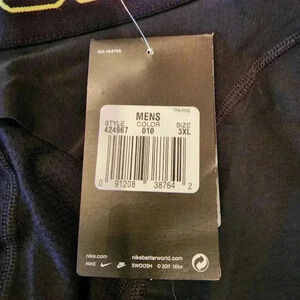 TRAINING
MENS
STYLE COLOR SIZE
424967 010 3XL
0 91208 38764 2
nike.com nikebetterworld.com
NIKE SWOOSH © 2011 Nike